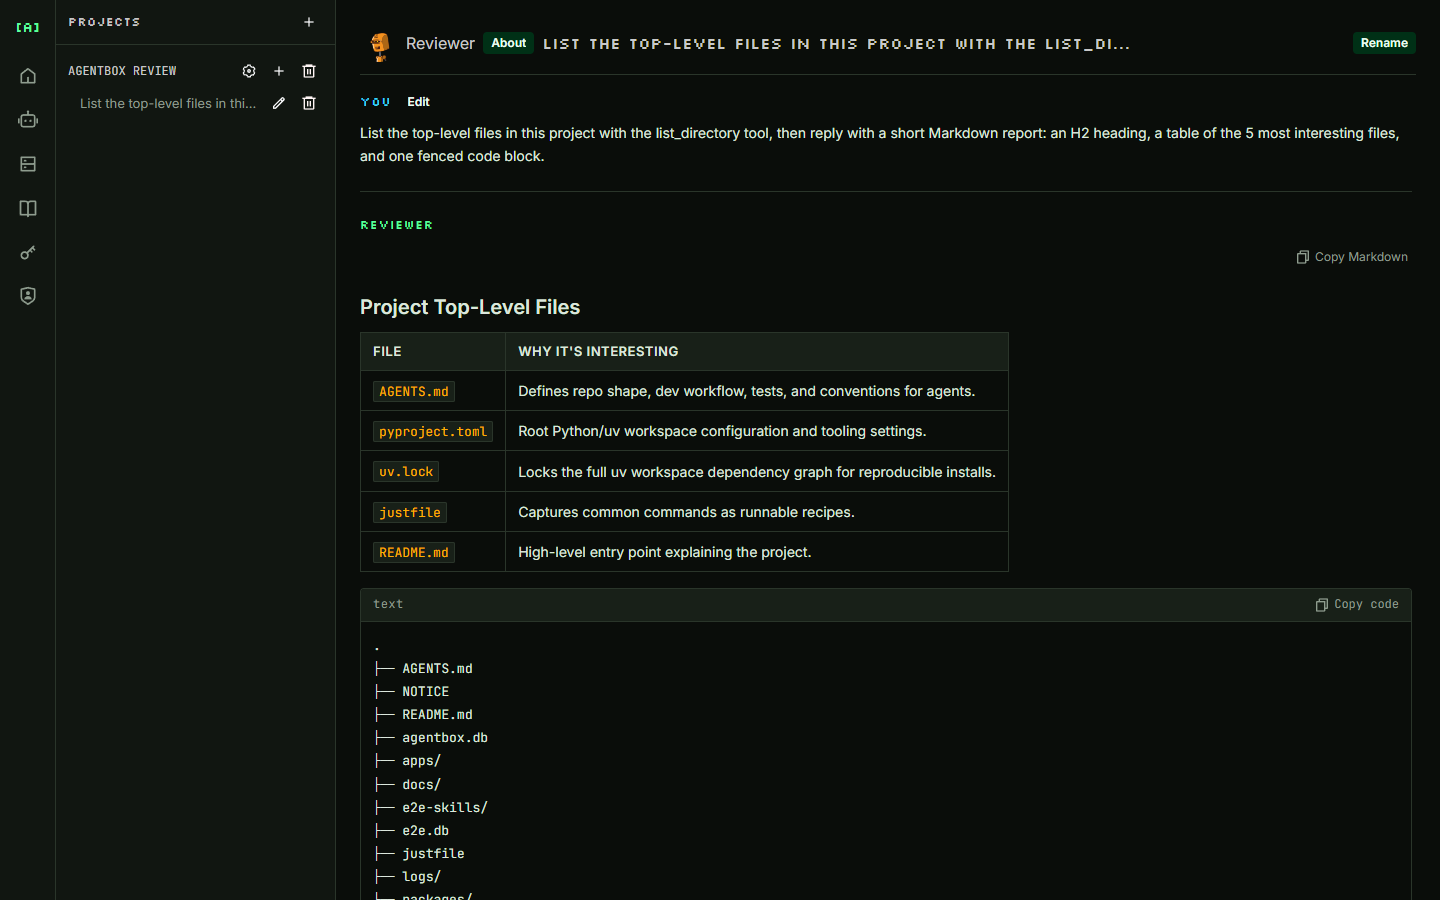 [A]
PROJECTS
AGENTBOX REVIEW
List the top-level files in thi...
Reviewer About LIST THE TOP-LEVEL FILES IN THIS PROJECT WITH THE LIST_DI...
Rename
YOU Edit
List the top-level files in this project with the list_directory tool, then reply with a short Markdown report: an H2 heading, a table of the 5 most interesting files,
and one fenced code block.
REVIEWER
Copy Markdown
Project Top-Level Files
FILE WHY IT'S INTERESTING
AGENTS.md Defines repo shape, dev workflow, tests, and conventions for agents.
pyproject.toml Root Python/uv workspace configuration and tooling settings.
uv.lock Locks the full uv workspace dependency graph for reproducible installs.
justfile Captures common commands as runnable recipes.
README.md High-level entry point explaining the project.
text Copy code
.
├── AGENTS.md
├── NOTICE
├── README.md
├── agentbox.db
├── apps/
├── docs/
├── e2e-skills/
├── e2e.db
├── justfile
├── logs/
├── packages/